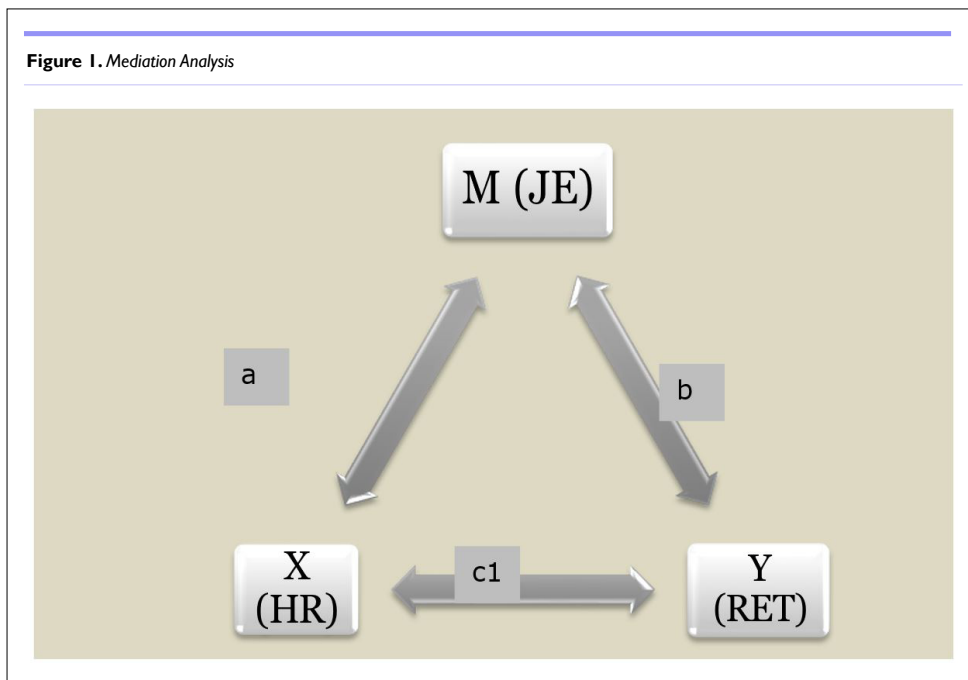 Figure 1. Mediation Analysis
M (JE)
a
b
c1
X
(HR)
Y
(RET)